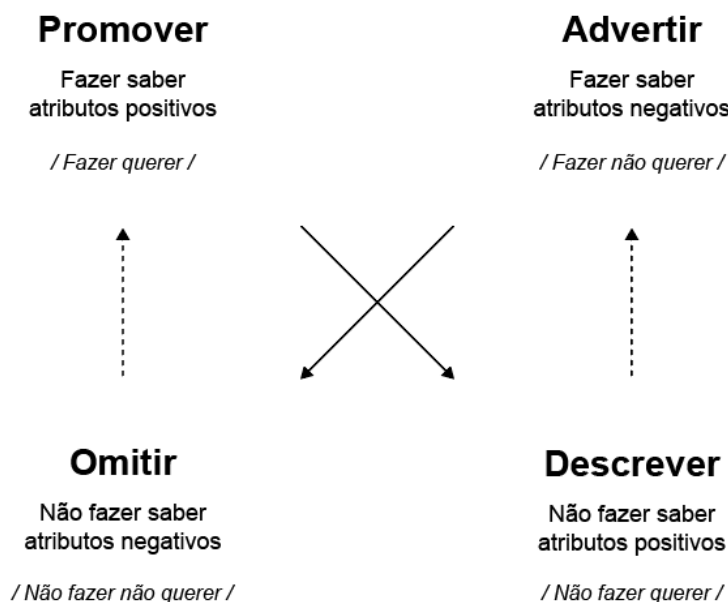 Promover
Fazer saber
atributos positivos
/ Fazer querer /
Advertir
Fazer saber
atributos negativos
/ Fazer não querer /
Omitir
Não fazer saber
atributos negativos
/ Não fazer não querer /
Descrever
Não fazer saber
atributos positivos
/ Não fazer querer /